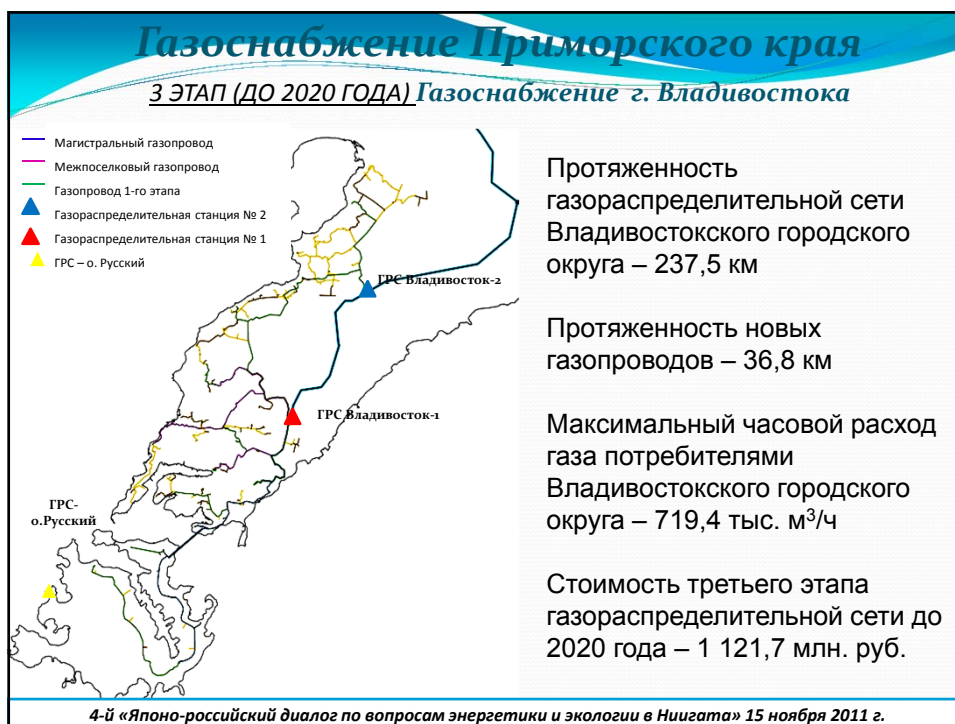 Газоснабжение Приморского края
3 ЭТАП (ДО 2020 ГОДА) Газоснабжение г. Владивостока
Магистральный газопровод
Межпоселковый газопровод
Газопровод 1-го этапа
Газораспределительная станция № 2
Газораспределительная станция № 1
ГРС – о. Русский
ГРС Владивосток-2
ГРС Владивосток-1
ГРС-
о.Русский
Протяженность
газораспределительной сети
Владивостокского городского
округа – 237,5 км
Протяженность новых
газопроводов – 36,8 км
Максимальный часовой расход
газа потребителями
Владивостокского городского
округа – 719,4 тыс. м³/ч
Стоимость третьего этапа
газораспределительной сети до
2020 года – 1 121,7 млн. руб.
4-й «Японо-российский диалог по вопросам энергетики и экологии в Ниигата» 15 ноября 2011 г.